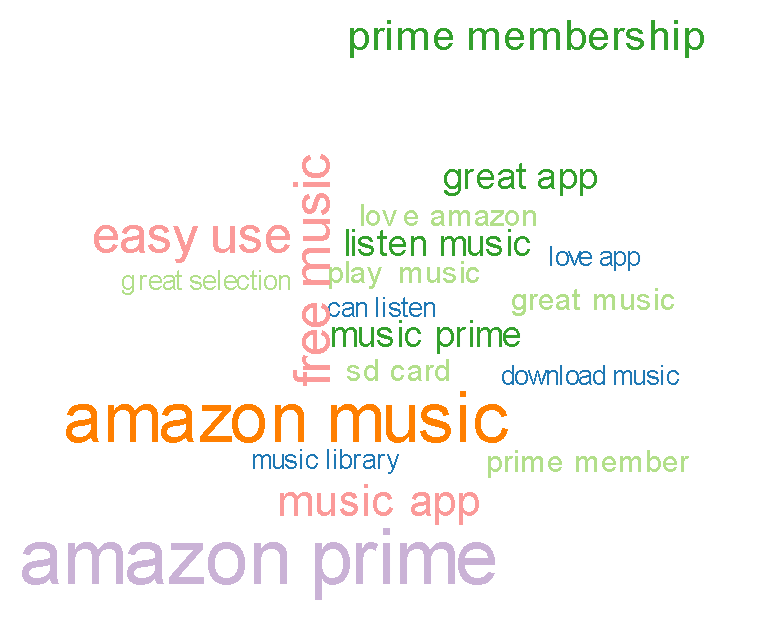 prime membership
great app
love amazon
easy use
free music
listen music
love app
play music
great selection
can listen
great music
music prime
sd card
download music
amazon music
music library
prime member
music app
amazon prime